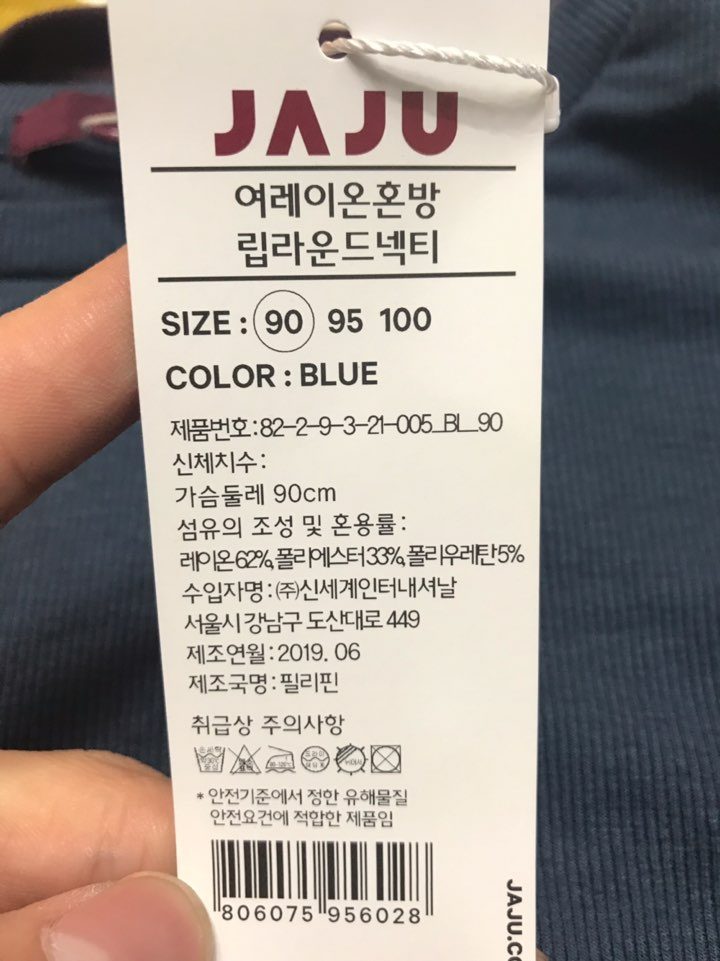 JAJU
여레이온혼방
립라운드넥티
SIZE : 90 95 100
COLOR : BLUE
제품번호:82-2-9-3-21-005_BL_90
신체치수:
가슴둘레 90cm
섬유의 조성 및 혼용률:
레이온62%,폴리에스터33%,폴리우레탄5%
수입자명:㈜신세계인터내셔날
서울시 강남구 도산대로 449
제조연월:2019. 06
제조국명:필리핀
취급상 주의사항
* 안전기준에서 정한 유해물질
안전요건에 적합한 제품임
806075 956028
JAJU.CO